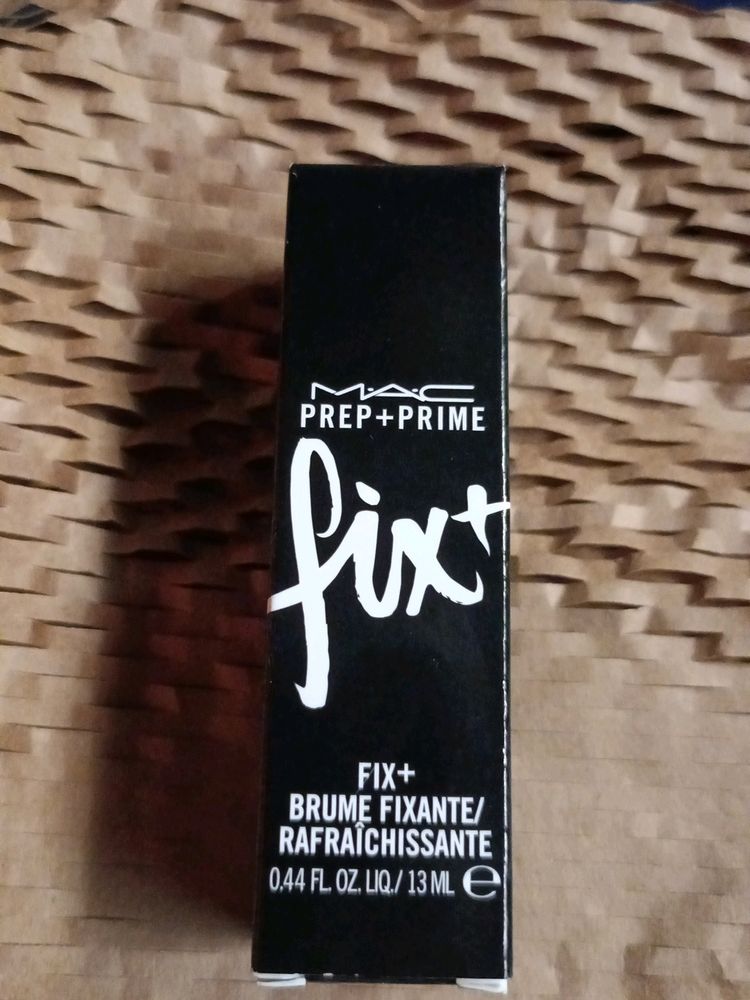 M·A·C
PREP+PRIME
fix+
FIX+
BRUME FIXANTE/
RAFRAÎCHISSANTE
0.44 FL. OZ. LIQ./ 13 ML ℮